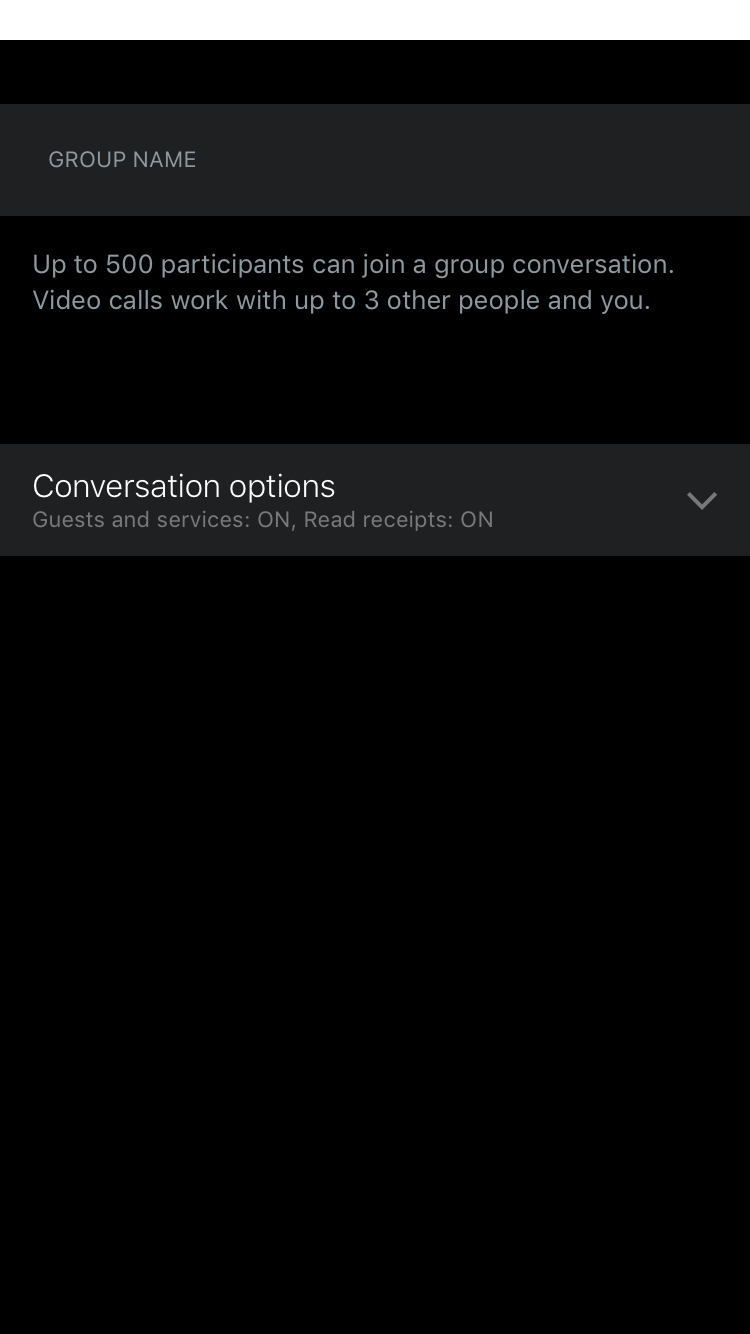 GROUP NAME
Up to 500 participants can join a group conversation.
Video calls work with up to 3 other people and you.
Conversation options
Guests and services: ON, Read receipts: ON